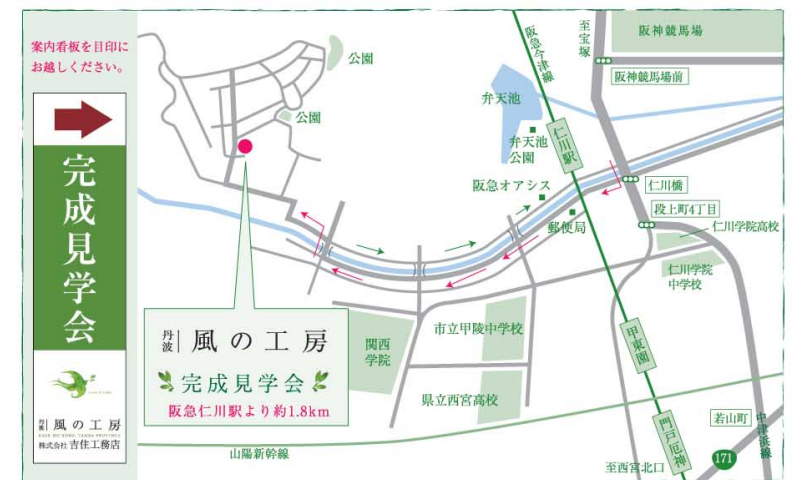 案内看板を目印に
お越しください。
完成見学会
丹波 風の工房
株式会社 吉住工務店
公園
公園
丹波 風の工房
完成見学会
阪急仁川駅より約1.8km
阪急今津線
至宝塚
阪神競馬場
阪神競馬場前
弁天池
弁天池
公園
仁川駅
阪急オアシス
郵便局
仁川橋
段上町4丁目
仁川学院高校
仁川学院
中学校
関西
学院
市立甲陵中学校
県立西宮高校
甲東園
門戸厄神
若山町
中津浜線
171
山陽新幹線
至西宮北口